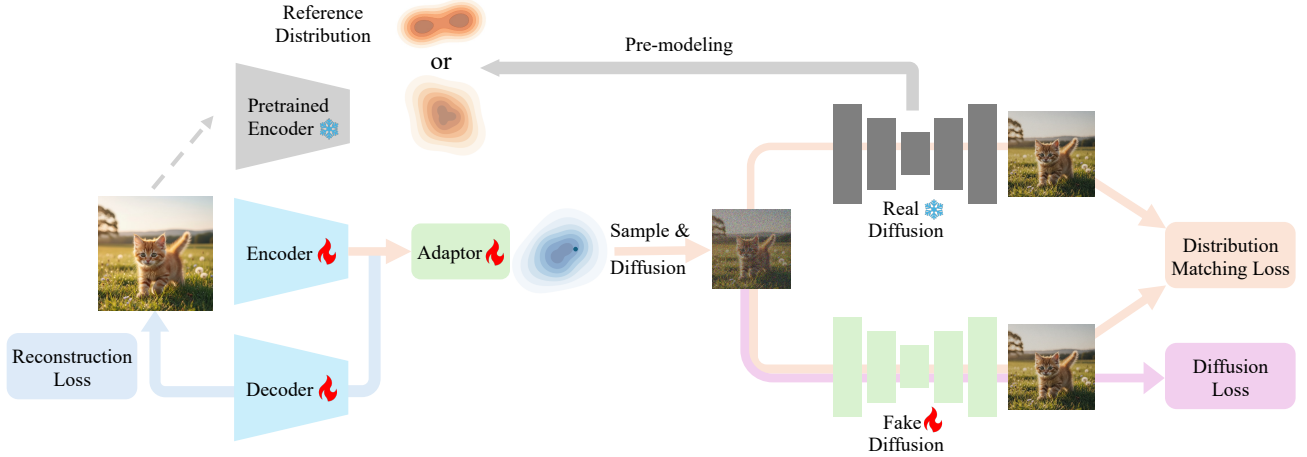 Reference
Distribution
or
Pre-modeling
Pretrained
Encoder
Real
Diffusion
Encoder
Adaptor
Sample &
Diffusion
Distribution
Matching Loss
Reconstruction
Loss
Decoder
Fake
Diffusion
Diffusion
Loss